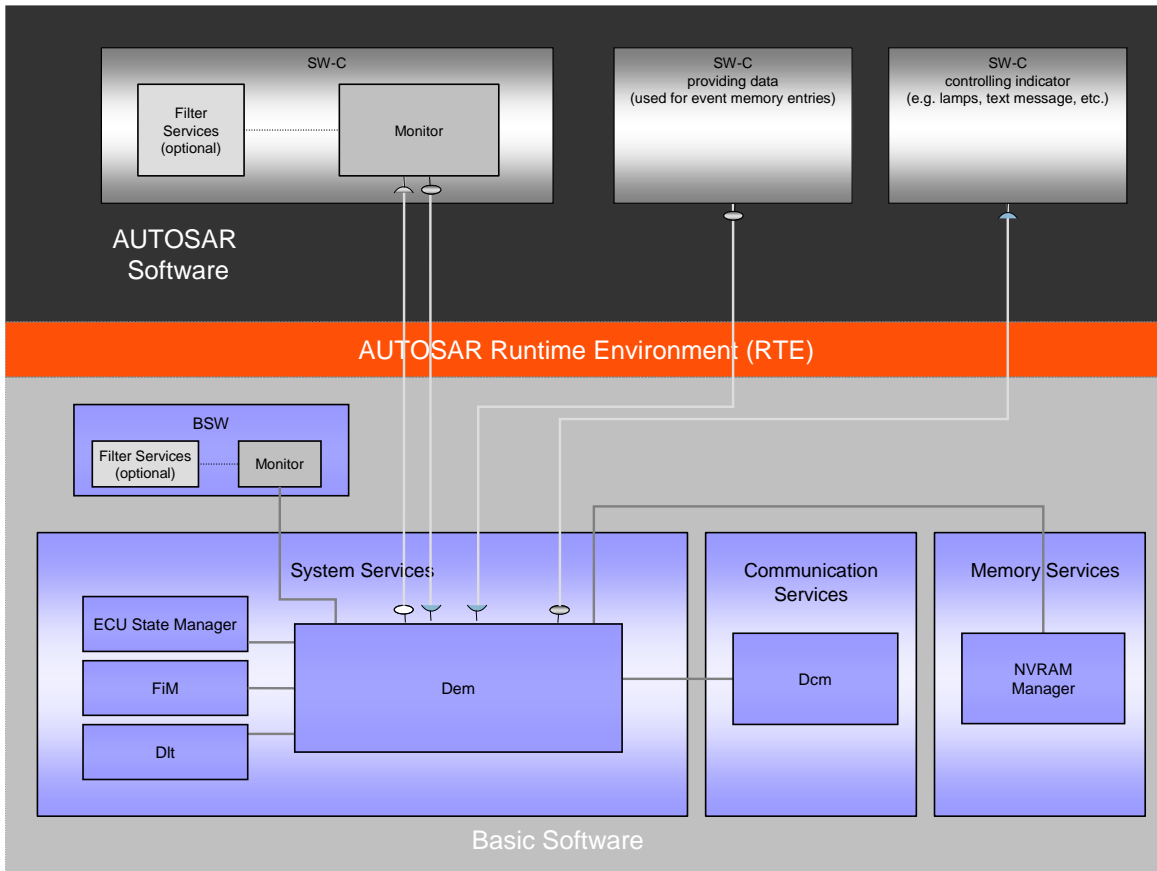 SW-C
Filter
Services
(optional)
Monitor
SW-C
providing data
(used for event memory entries)
SW-C
controlling indicator
(e.g. lamps, text message, etc.)
AUTOSAR
Software
AUTOSAR Runtime Environment (RTE)
BSW
Filter Services
(optional)
Monitor
System Services
ECU State Manager
FiM
Dlt
Dem
Communication
Services
Dcm
Memory Services
NVRAM
Manager
Basic Software